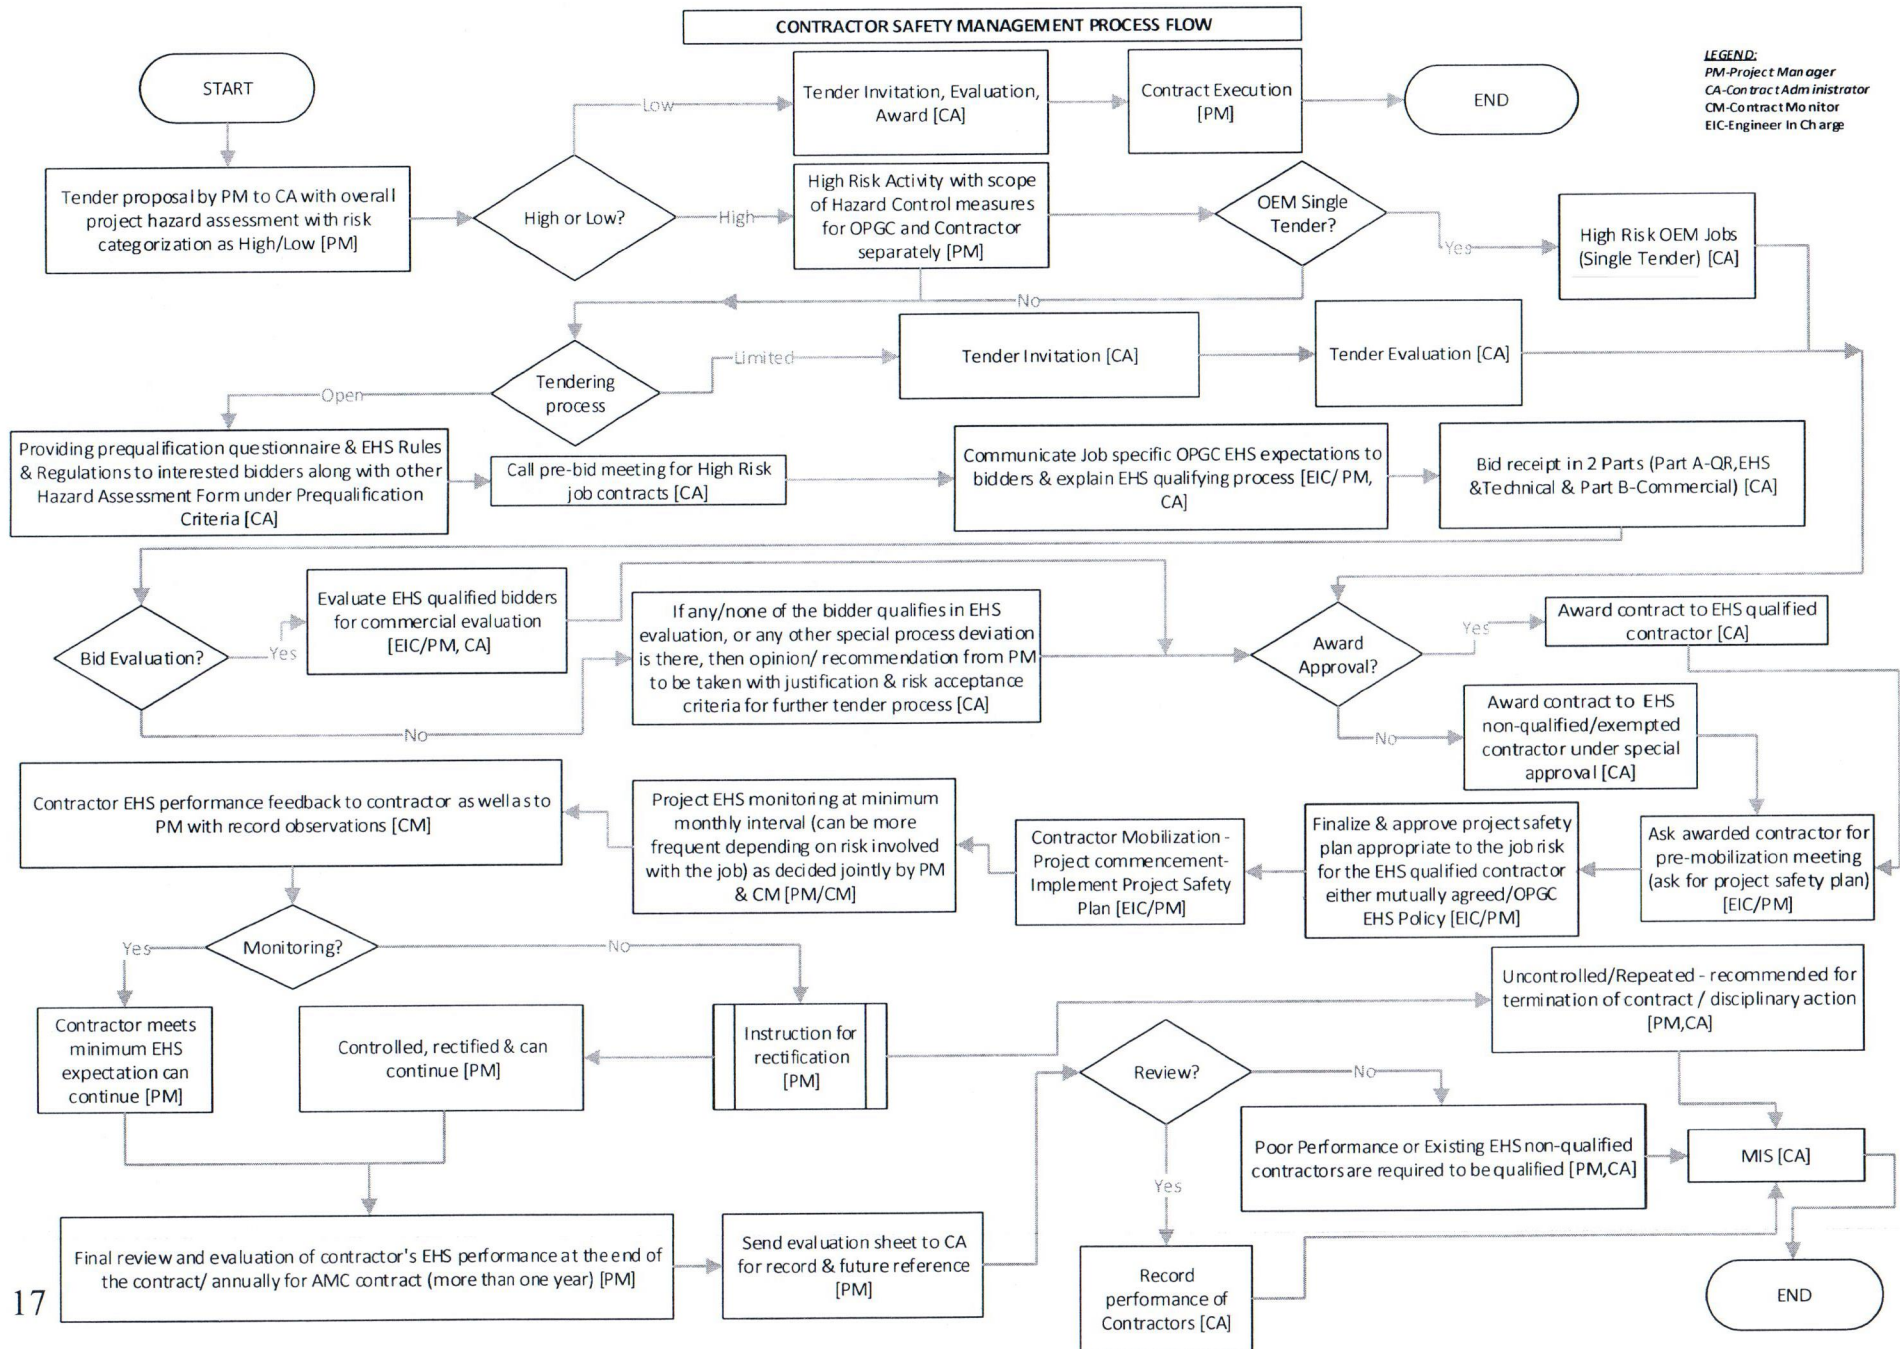 CONTRACTOR SAFETY MANAGEMENT PROCESS FLOW
LEGEND:
PM-Project Manager
CA-Contract Administrator
CM-Contract Monitor
EIC-Engineer In Charge
START
Tender proposal by PM to CA with overall
project hazard assessment with risk
categorization as High/Low [PM]
High or Low?
Low
Tender Invitation, Evaluation,
Award [CA]
Contract Execution
[PM]
END
High
High Risk Activity with scope
of Hazard Control measures
for OPGC and Contractor
separately [PM]
OEM Single
Tender?
Yes
High Risk OEM Jobs
(Single Tender) [CA]
No
Tendering
process
Limited
Tender Invitation [CA]
Tender Evaluation [CA]
Open
Providing prequalification questionnaire & EHS Rules
& Regulations to interested bidders along with other
Hazard Assessment Form under Prequalification
Criteria [CA]
Call pre-bid meeting for High Risk
job contracts [CA]
Communicate Job specific OPGC EHS expectations to
bidders & explain EHS qualifying process [EIC/ PM,
CA]
Bid receipt in 2 Parts (Part A-QR,EHS
&Technical & Part B-Commercial) [CA]
Bid Evaluation?
Yes
Evaluate EHS qualified bidders
for commercial evaluation
[EIC/PM, CA]
No
If any/none of the bidder qualifies in EHS
evaluation, or any other special process deviation
is there, then opinion/ recommendation from PM
to be taken with justification & risk acceptance
criteria for further tender process [CA]
Award
Approval?
Yes
Award contract to EHS qualified
contractor [CA]
No
Award contract to EHS
non-qualified/exempted
contractor under special
approval [CA]
Ask awarded contractor for
pre-mobilization meeting
(ask for project safety plan)
[EIC/PM]
Finalize & approve project safety
plan appropriate to the job risk
for the EHS qualified contractor
either mutually agreed/OPGC
EHS Policy [EIC/PM]
Contractor Mobilization -
Project commencement-
Implement Project Safety
Plan [EIC/PM]
Project EHS monitoring at minimum
monthly interval (can be more
frequent depending on risk involved
with the job) as decided jointly by PM
& CM [PM/CM]
Contractor EHS performance feedback to contractor as well as to
PM with record observations [CM]
Monitoring?
Yes
No
Contractor meets
minimum EHS
expectation can
continue [PM]
Controlled, rectified & can
continue [PM]
Instruction for
rectification
[PM]
Uncontrolled/Repeated - recommended for
termination of contract / disciplinary action
[PM,CA]
Final review and evaluation of contractor's EHS performance at the end of
the contract/ annually for AMC contract (more than one year) [PM]
Send evaluation sheet to CA
for record & future reference
[PM]
Review?
No
Poor Performance or Existing EHS non-qualified
contractors are required to be qualified [PM,CA]
Yes
Record
performance of
Contractors [CA]
MIS [CA]
END
17